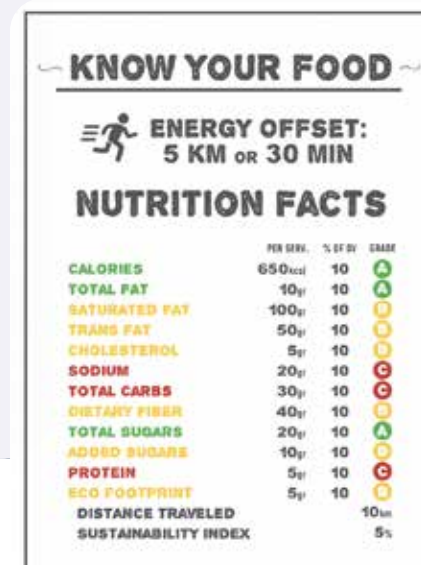 KNOW YOUR FOOD
ENERGY OFFSET:
5 KM OR 30 MIN
NUTRITION FACTS
PER SERV. % OF DV GRADE
CALORIES 650kcal 10 A
TOTAL FAT 10gr 10 A
SATURATED FAT 100gr 10 B
TRANS FAT 50gr 10 B
CHOLESTEROL 5gr 10 B
SODIUM 20gr 10 C
TOTAL CARBS 30gr 10 C
DIETARY FIBER 40gr 10 B
TOTAL SUGARS 20gr 10 A
ADDED SUGARS 10gr 10 B
PROTEIN 5gr 10 C
ECO FOOTPRINT 5gr 10 B
DISTANCE TRAVELED 10km
SUSTAINABILITY INDEX 5%